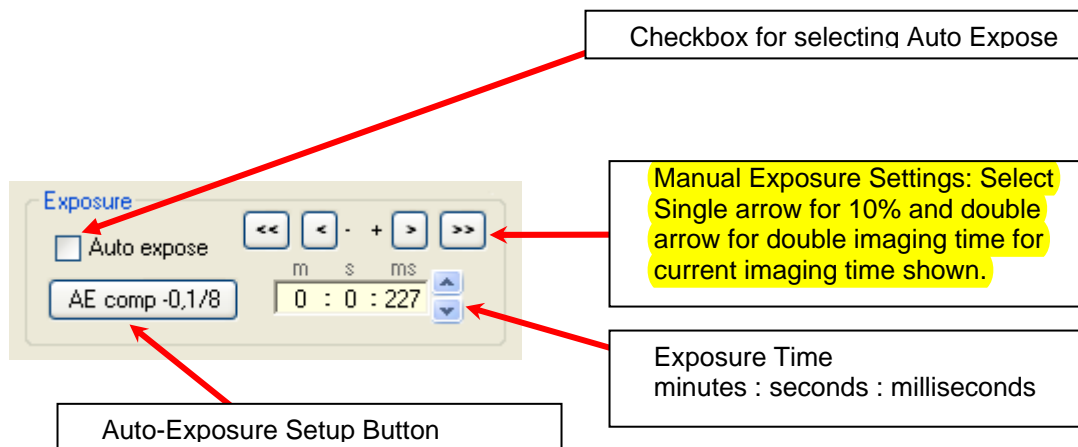 Checkbox for selecting Auto Expose
Manual Exposure Settings: Select
Single arrow for 10% and double
arrow for double imaging time for
current imaging time shown.
Exposure
Auto expose
<< < - + > >>
m s ms
AE comp -0,1/8
0 : 0 : 227
Exposure Time
minutes : seconds : milliseconds
Auto-Exposure Setup Button